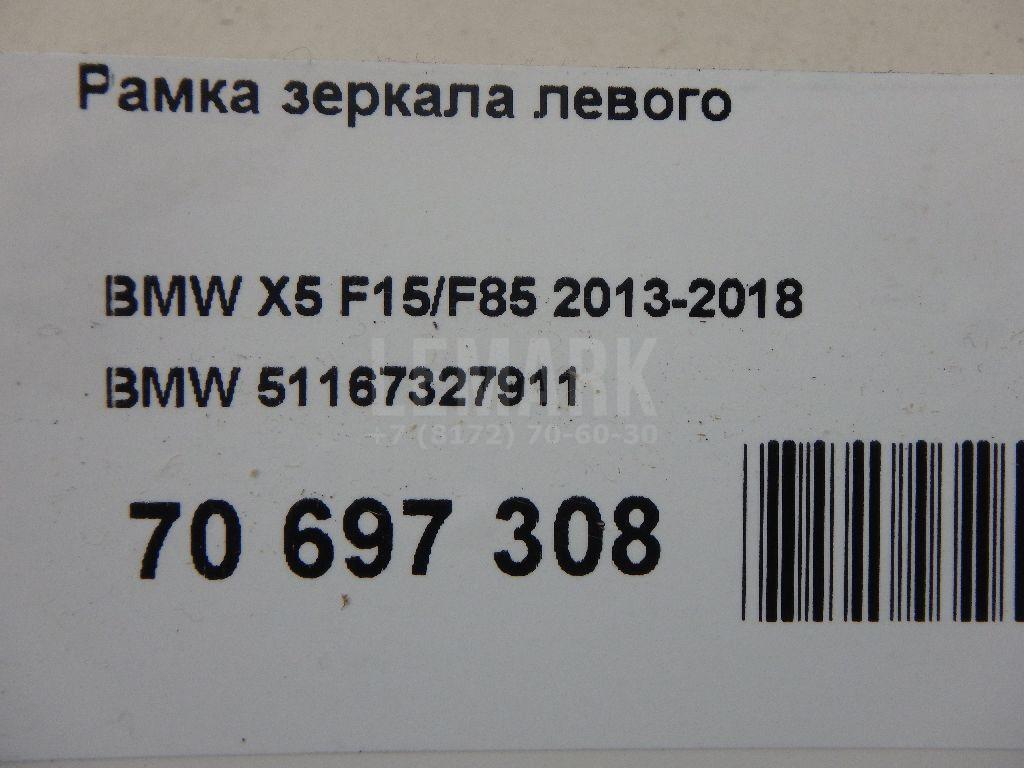 Рамка зеркала левого
BMW X5 F15/F85 2013-2018
LEMARK
BMW 51167327911
+7 (8172) 70-60-30
70 697 308